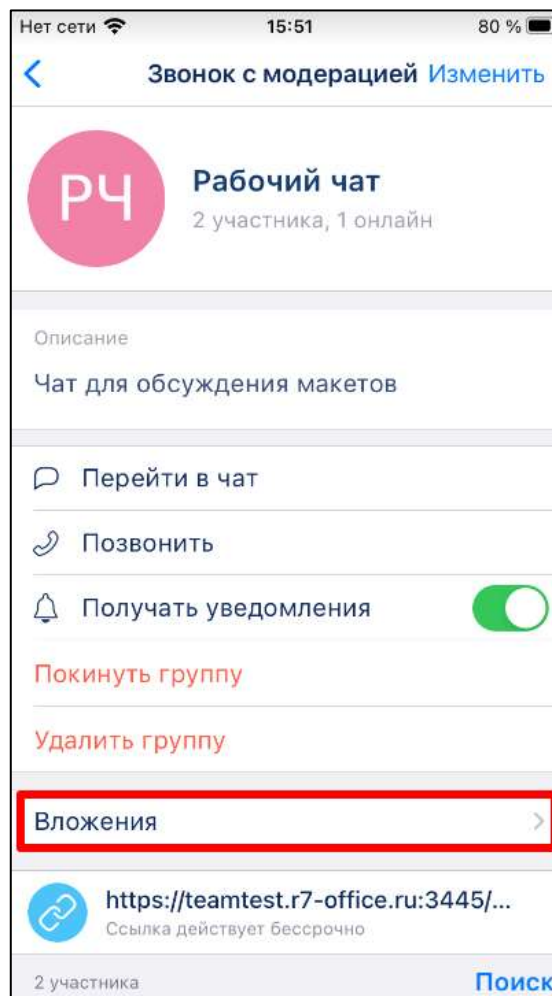 Нет сети 15:51 80 %
Звонок с модерацией Изменить
РЧ
Рабочий чат
2 участника, 1 онлайн
Описание
Чат для обсуждения макетов
Перейти в чат
Позвонить
Получать уведомления
Покинуть группу
Удалить группу
Вложения
https://teamtest.r7-office.ru:3445/...
Ссылка действует бессрочно
2 участника Поиск